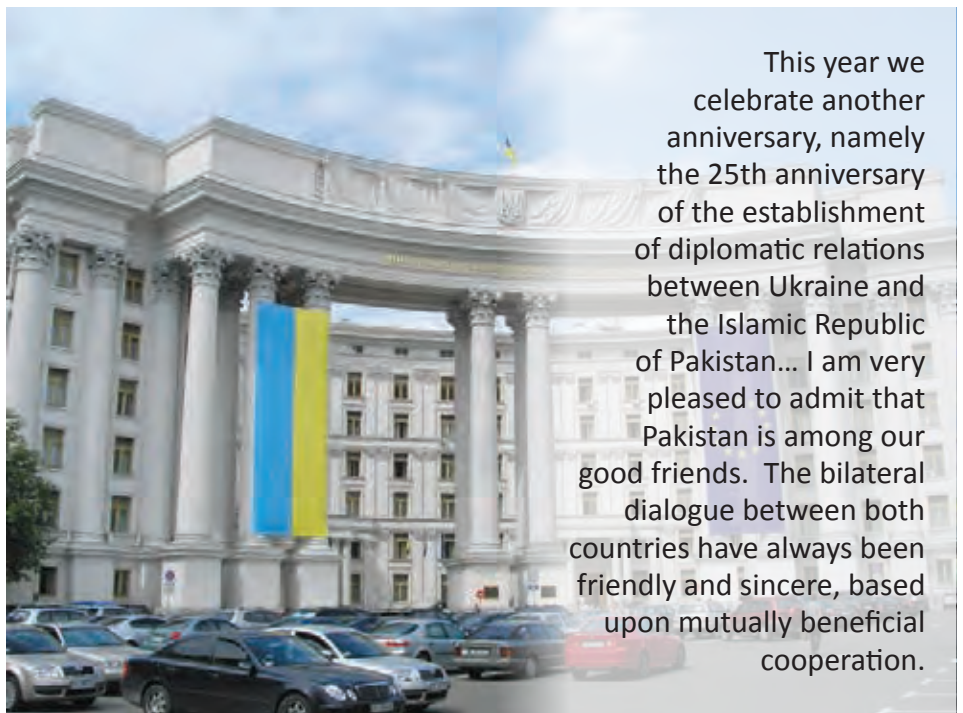 This year we
celebrate another
anniversary, namely
the 25th anniversary
of the establishment
of diplomatic relations
between Ukraine and
the Islamic Republic
of Pakistan... I am very
pleased to admit that
Pakistan is among our
good friends.  The bilateral
dialogue between both
countries have always been
friendly and sincere, based
upon mutually beneficial
cooperation.